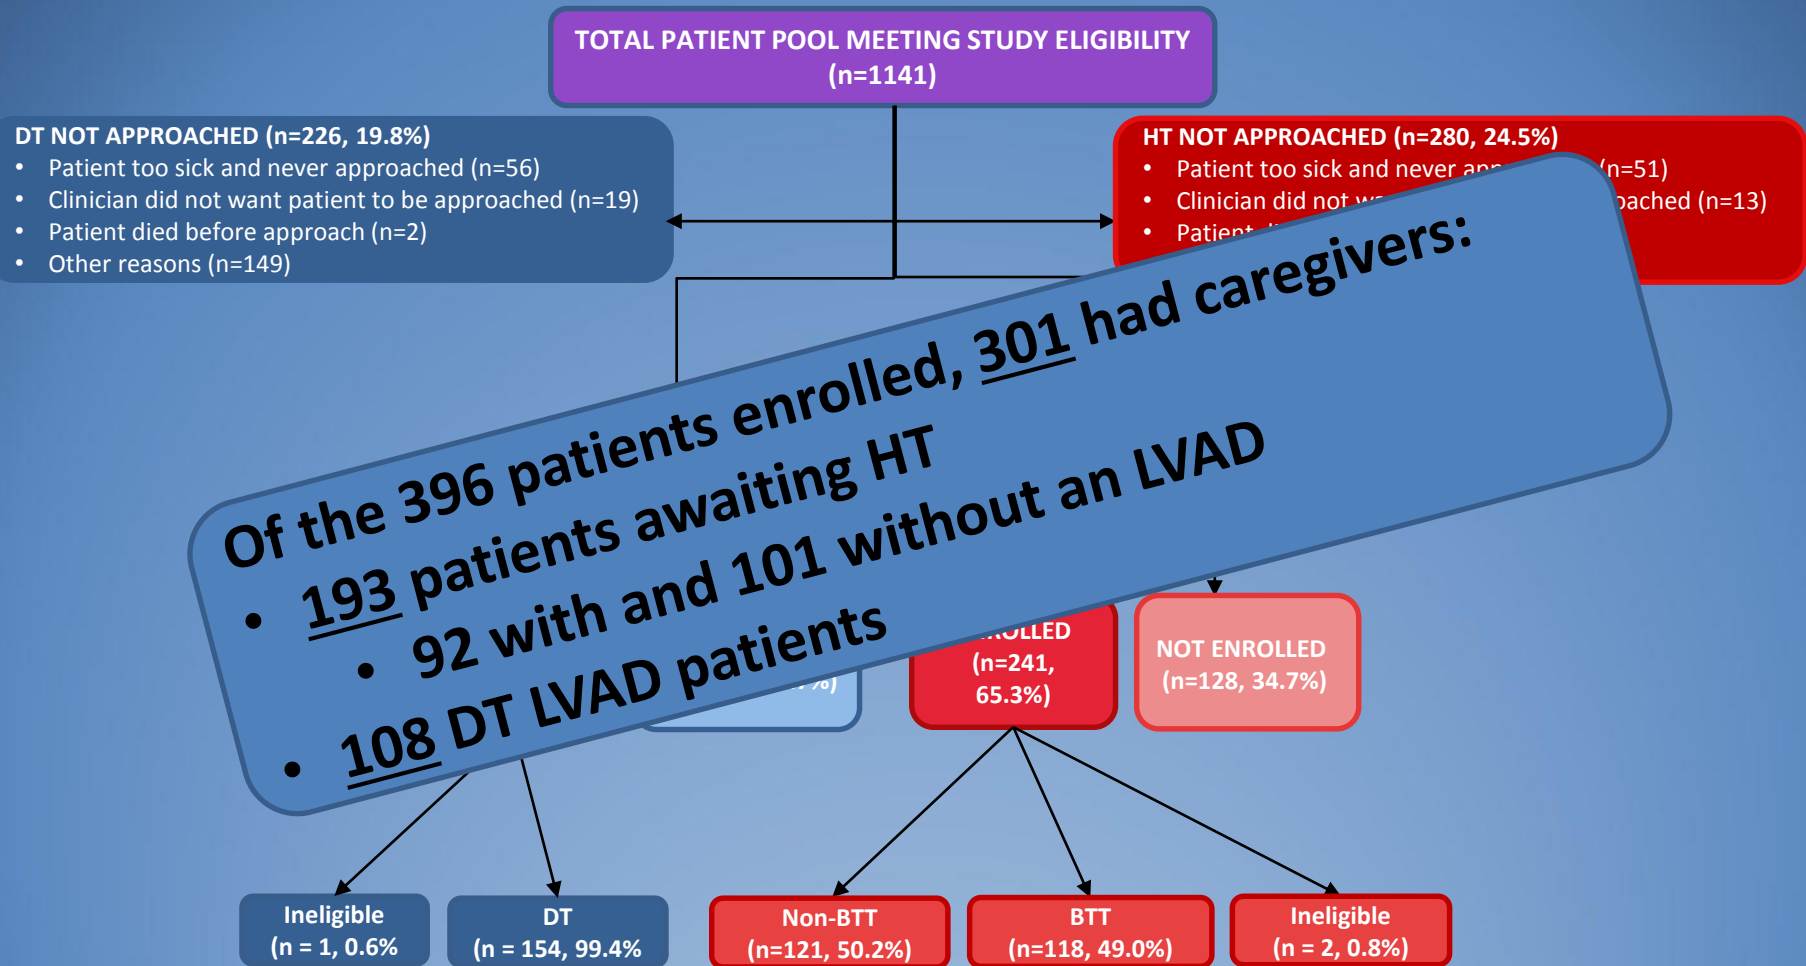 TOTAL PATIENT POOL MEETING STUDY ELIGIBILITY
(n=1141)
DT NOT APPROACHED (n=226, 19.8%)
• Patient too sick and never approached (n=56)
• Clinician did not want patient to be approached (n=19)
• Patient died before approach (n=2)
• Other reasons (n=149)
HT NOT APPROACHED (n=280, 24.5%)
• Patient too sick and never (n=51)
• Clinician did not (n=13)
• Patient
Of the 396 patients enrolled, 301 had caregivers:
• 193 patients awaiting HT
• 92 with and 101 without an LVAD
• 108 DT LVAD patients
(n=241,
65.3%)
NOT ENROLLED
(n=128, 34.7%)
Ineligible
(n = 1, 0.6%
DT
(n = 154, 99.4%
Non-BTT
(n=121, 50.2%)
BTT
(n=118, 49.0%)
Ineligible
(n = 2, 0.8%)